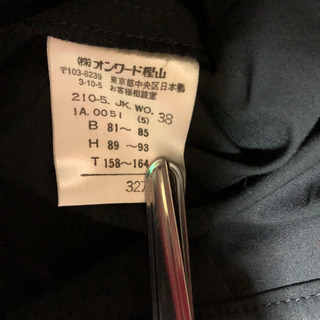 (株)オンワード樫山
〒103-8239 東京都中央区日本橋
3-10-5 お客様相談室
210-5. JK. WO. 38
1A.0051 (5)
B 81～ 85
H 89～ 93
T 158～164
327